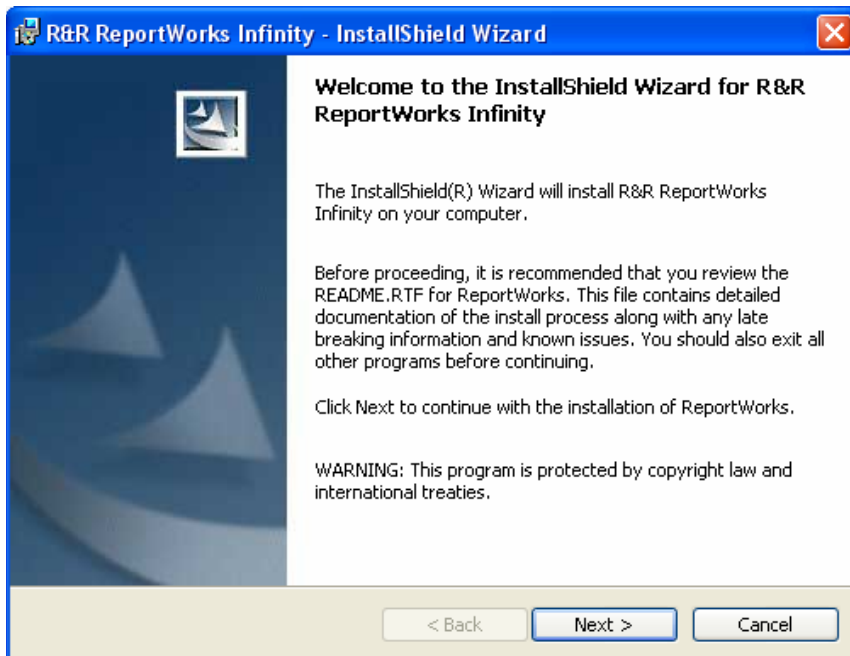 R&R ReportWorks Infinity - InstallShield Wizard
Welcome to the InstallShield Wizard for R&R
ReportWorks Infinity
The InstallShield(R) Wizard will install R&R ReportWorks
Infinity on your computer.
Before proceeding, it is recommended that you review the
README.RTF for ReportWorks. This file contains detailed
documentation of the install process along with any late
breaking information and known issues. You should also exit all
other programs before continuing.
Click Next to continue with the installation of ReportWorks.
WARNING: This program is protected by copyright law and
international treaties.
< Back Next > Cancel